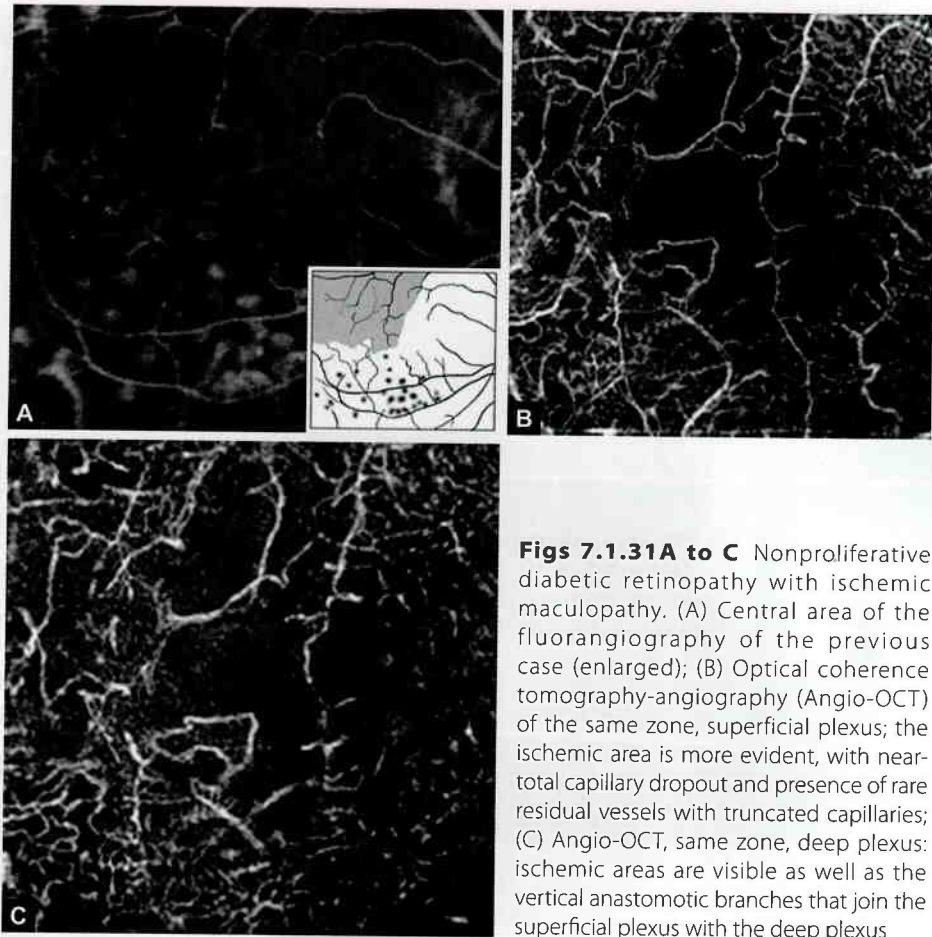 A
B
C
Figs 7.1.31A to C Nonproliferative
diabetic retinopathy with ischemic
maculopathy. (A) Central area of the
fluorangiography of the previous
case (enlarged); (B) Optical coherence
tomography-angiography (Angio-OCT)
of the same zone, superficial plexus; the
ischemic area is more evident, with near-
total capillary dropout and presence of rare
residual vessels with truncated capillaries;
(C) Angio-OCT, same zone, deep plexus:
ischemic areas are visible as well as the
vertical anastomotic branches that join the
superficial plexus with the deep plexus